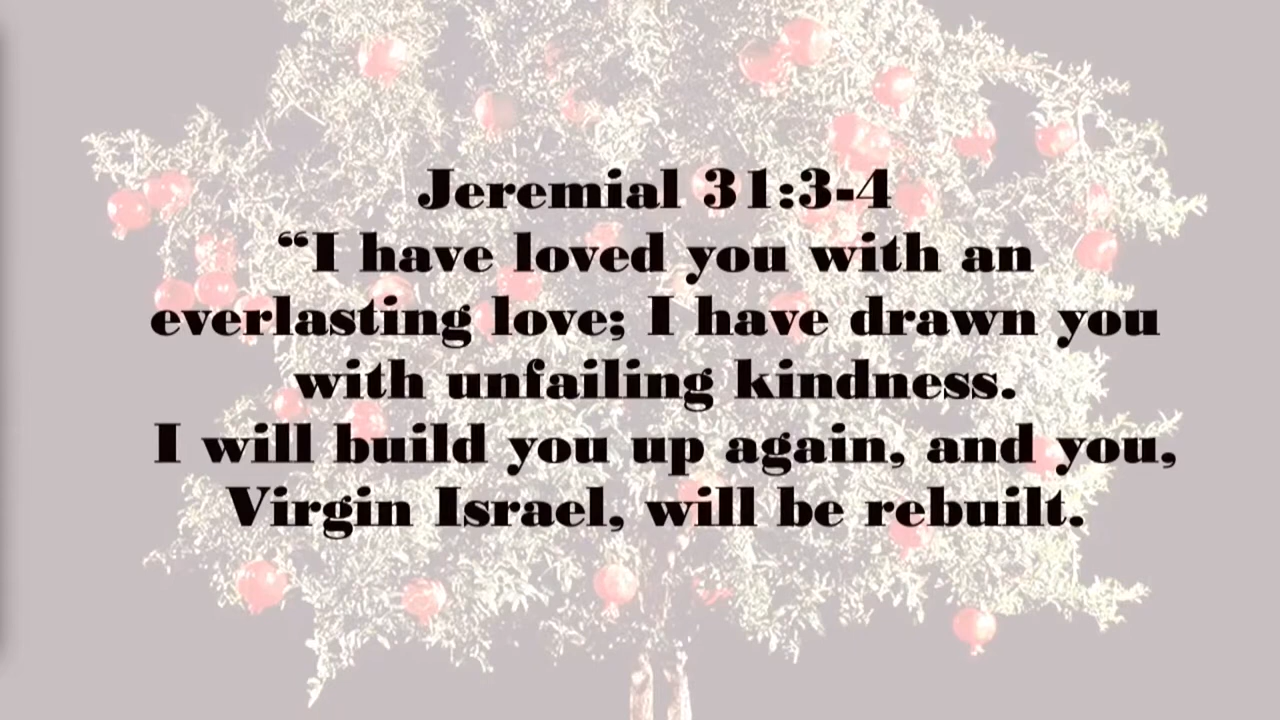 Jeremial 31:3-4
“I have loved you with an
everlasting love; I have drawn you
with unfailing kindness.
I will build you up again, and you,
Virgin Israel, will be rebuilt.